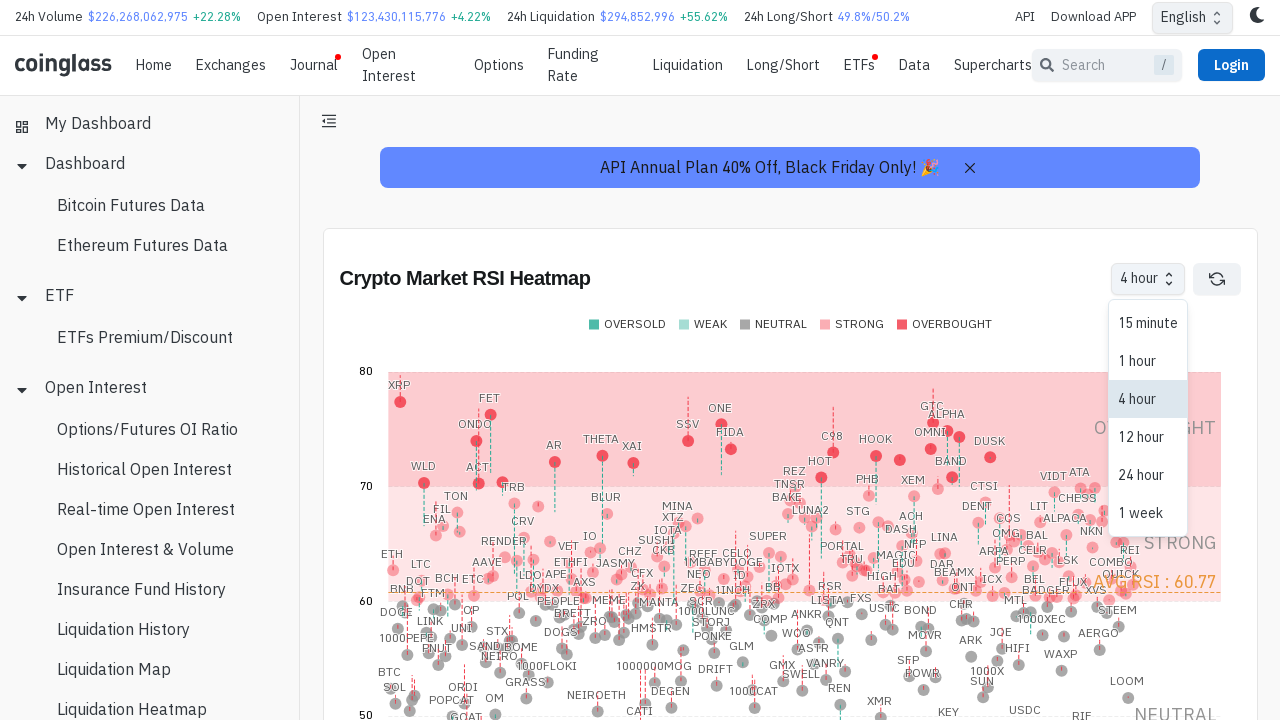 24h Volume $226,268,062,975 +22.28% Open Interest $123,430,115,776 +4.22% 24h Liquidation $294,852,996 +55.62% 24h Long/Short 49.8%/50.2% API Download APP English
coinglass Home Exchanges Journal Open Interest Options Funding Rate Liquidation Long/Short ETFs Data Supercharts Search / Login
My Dashboard
Dashboard
Bitcoin Futures Data
Ethereum Futures Data
ETF
ETFs Premium/Discount
Open Interest
Options/Futures OI Ratio
Historical Open Interest
Real-time Open Interest
Open Interest & Volume
Insurance Fund History
Liquidation History
Liquidation Map
Liquidation Heatmap
API Annual Plan 40% Off, Black Friday Only! 🎉
Crypto Market RSI Heatmap
4 hour
15 minute
1 hour
4 hour
12 hour
24 hour
1 week
OVERSOLD WEAK NEUTRAL STRONG OVERBOUGHT
80
XRP
FET
ONE
GTC
ALPHA
ONDO
SSV
FIDA
C98
HOOK
OMNI
DUSK
AR
THETA
XAI
HOT
BAND
WLD
ACT
REZ
PHB
XEM
VIDT
ATA
70
TRB
TNSR
CTSI
TON
BLUR
BAKE
CHESS
FIL
MINA
LUNA2
STG
DENT
LIT
ENA
CRV
XTZ
ACH
COS
ALPACA
IOTA
DASH
NKN
RENDER
VET
IO
SUSHI
SUPER
PORTAL
NFP
LINA
OMG
BAL
STRONG
ETH
AAVE
ETHFI
CHZ
CKB
REEF
CBLO
TRU
MAGIC
DAR
ARPA
CELR
REI
LTC
JASMY
1MBABYDOGE
EDU
PERP
LSK
COMBO
DOT
BCH
ETC
LDO
APE
AXS
CFX
NEO
ID
IOTX
HIGH
BEAMX
ICX
BEL
FLUX
QUICK
AVG RSI : 60.77
BNB
FTM
DYDX
ZK
ZEC
1INCH
BB
RSR
BAT
ONT
BADGER
XVS
60
POL
PEOPLE
MEME
MANTA
SCR
ZRX
LISTA
FXS
USTC
CHR
MTL
DOGE
LINK
OP
BRETT
1000LUNC
COMP
ANKR
BOND
STEEM
UNI
ZRO
HMSTR
STORJ
QNT
1000XEC
1000PEPE
STX
DOGS
PONKE
WOO
MOVR
JOE
AERGO
PNUT
SAND
BOME
GLM
ASTR
ARK
HIFI
NEIRO
1000FLOKI
1000000MOG
DRIFT
GMX
VANRY
SFP
WAXP
BTC
GRASS
SWELL
POWR
1000X
SOL
ORDI
NEIROETH
DEGEN
1000CAT
REN
SUN
LOOM
POPCAT
OM
CATI
XMR
KEY
USDC
RIF
NEUTRAL
50
GOAT